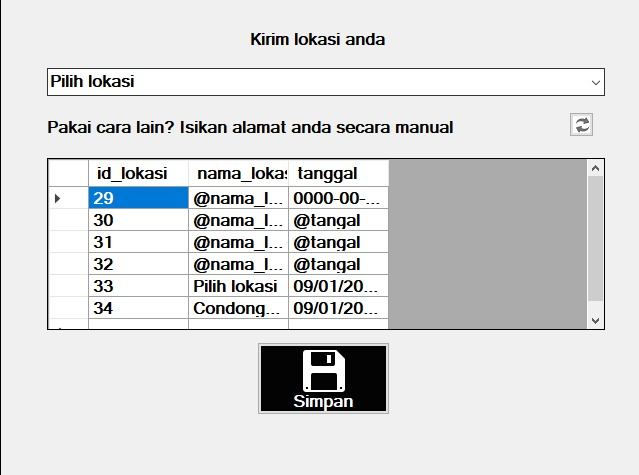 Kirim lokasi anda
Pilih lokasi
Pakai cara lain? Isikan alamat anda secara manual
id_lokasi nama_lokas tanggal
29 @nama_l... 0000-00-...
30 @nama_l... @tangal
31 @nama_l... @tangal
32 @nama_l... @tangal
33 Pilih lokasi 09/01/20...
34 Condong... 09/01/20...
Simpan